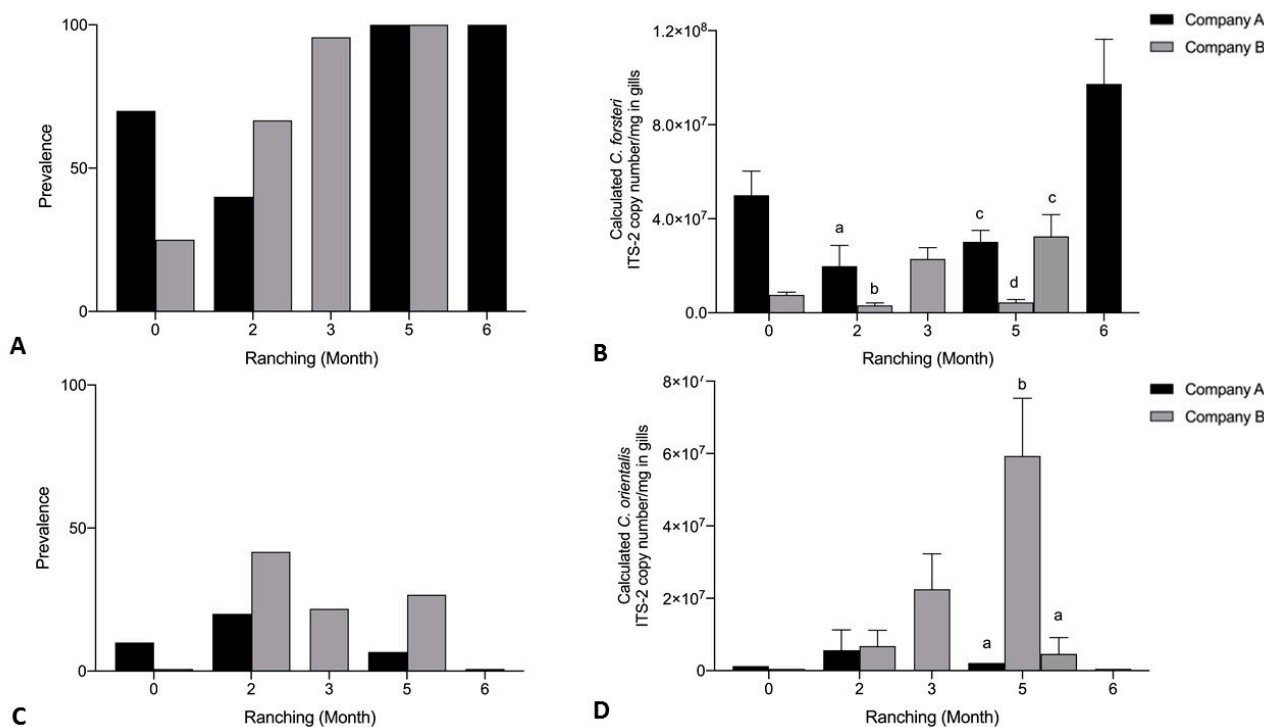 100
50
0
Prevalence
0 2 3 5 6
Ranching (Month)
A
Company A
Company B
1.2×10⁸
8.0×10⁷
4.0×10⁷
0.0
Calculated C. forsteri
ITS-2 copy number/mg in gills
a
b
c
d
c
0 2 3 5 6
Ranching (Month)
B
100
50
0
Prevalence
0 2 3 5 6
Ranching (Month)
C
Company A
Company B
8×10⁷
6×10⁷
4×10⁷
2×10⁷
0
Calculated C. orientalis
ITS-2 copy number/mg in gills
a
b
a
0 2 3 5 6
Ranching (Month)
D